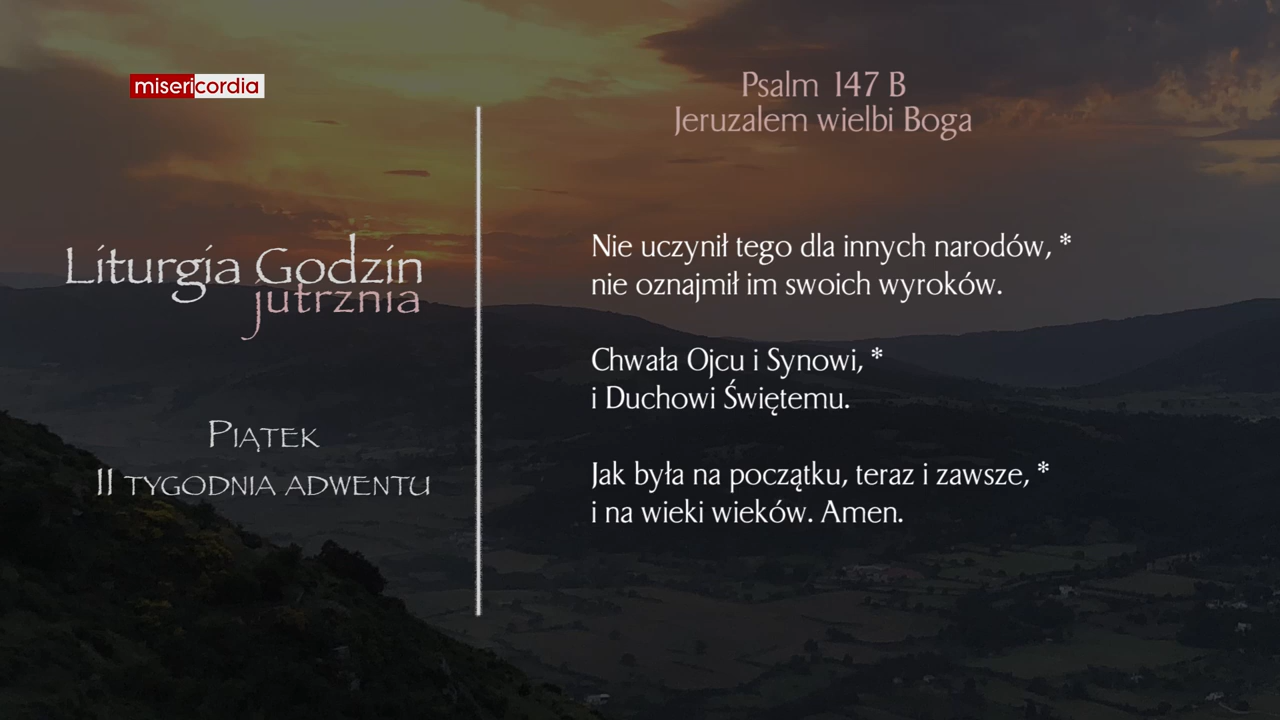 misericordia
Liturgia Godzin
jutrznia
Piątek
II tygodnia adwentu
Psalm 147 B
Jeruzalem wielbi Boga
Nie uczynił tego dla innych narodów, *
nie oznajmił im swoich wyroków.
Chwała Ojcu i Synowi, *
i Duchowi Świętemu.
Jak była na początku, teraz i zawsze, *
i na wieki wieków. Amen.